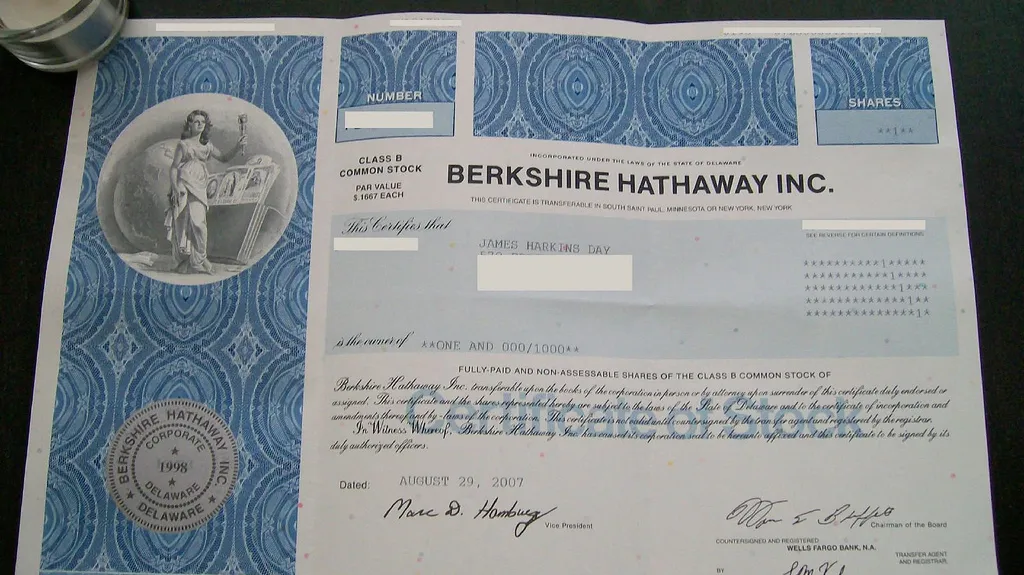 NUMBER
SHARES
**1**
CLASS B
COMMON STOCK
PAR VALUE
$.1667 EACH
INCORPORATED UNDER THE LAWS OF THE STATE OF DELAWARE
BERKSHIRE HATHAWAY INC.
THIS CERTIFICATE IS TRANSFERABLE IN SOUTH SAINT PAUL, MINNESOTA OR NEW YORK, NEW YORK
This Certifies that
SEE REVERSE FOR CERTAIN DEFINITIONS
JAMES HARKINS DAY
************1*****
*************1****
**************1***
***************1**
****************1*
is the owner of
**ONE AND 000/1000**
FULLY-PAID AND NON-ASSESSABLE SHARES OF THE CLASS B COMMON STOCK OF
Berkshire Hathaway Inc. transferable upon the books of the corporation in person or by attorney upon surrender of this certificate duly endorsed or
assigned. This certificate and the shares represented hereby are subject to the laws of the State of Delaware and to the certificate of incorporation and
amendments thereof and by-laws of the corporation. This certificate is not valid until countersigned by the transfer agent and registered by the registrar.
In Witness Whereof, Berkshire Hathaway Inc. has caused its corporation seal to be hereunto affixed and this certificate to be signed by its
duly authorized officers.
BERKSHIRE HATHAWAY INC.
CORPORATE
1998
DELAWARE
DELAWARE
Dated: AUGUST 29, 2007
Marc D. Hamburg
Vice President
Chairman of the Board
COUNTERSIGNED AND REGISTERED:
WELLS FARGO BANK, N.A.
TRANSFER AGENT
AND REGISTRAR,
BY